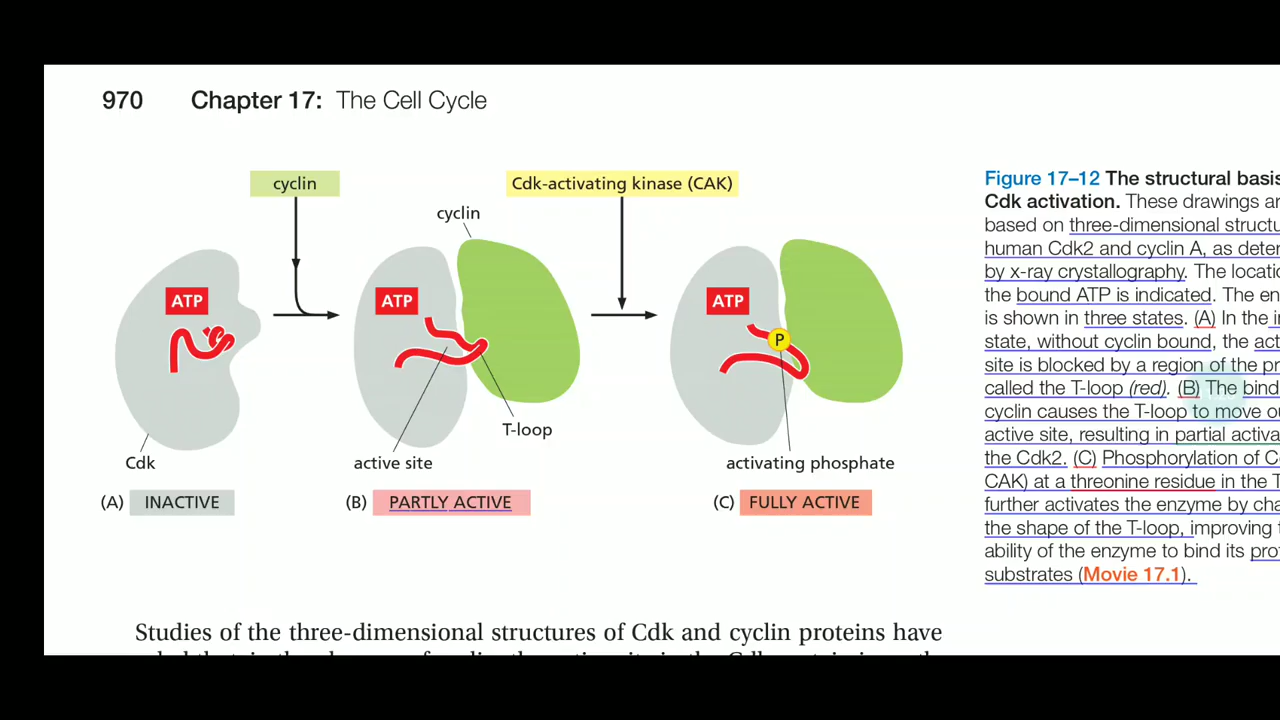 970 Chapter 17: The Cell Cycle
cyclin
Cdk-activating kinase (CAK)
cyclin
ATP
ATP
ATP
P
T-loop
Cdk
active site
activating phosphate
(A) INACTIVE
(B) PARTLY ACTIVE
(C) FULLY ACTIVE
Figure 17–12 The structural basis
Cdk activation. These drawings ar
based on three-dimensional structu
human Cdk2 and cyclin A, as deter
by x-ray crystallography. The locatio
the bound ATP is indicated. The en
is shown in three states. (A) In the i
state, without cyclin bound, the act
site is blocked by a region of the pr
called the T-loop (red). (B) The bind
cyclin causes the T-loop to move ou
active site, resulting in partial activa
the Cdk2. (C) Phosphorylation of C
CAK) at a threonine residue in the T
further activates the enzyme by cha
the shape of the T-loop, improving t
ability of the enzyme to bind its pro
substrates (Movie 17.1).
Studies of the three-dimensional structures of Cdk and cyclin proteins have